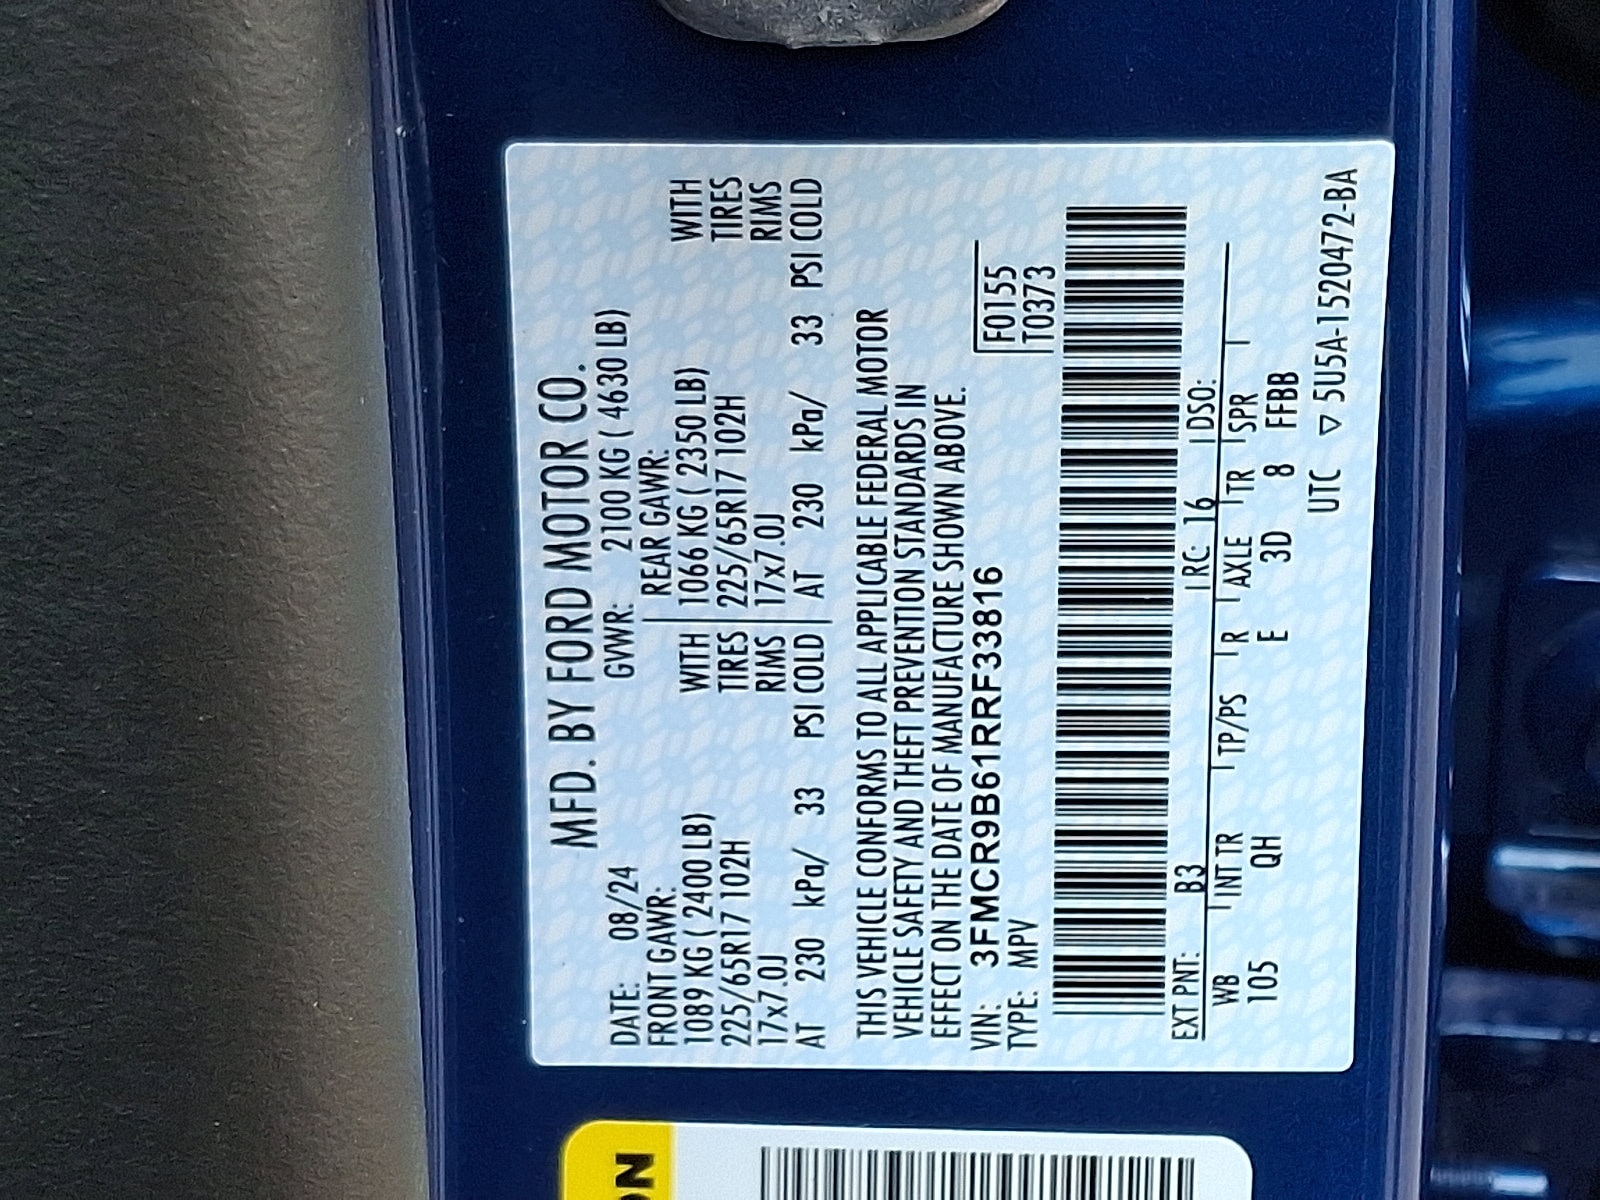 MFD. BY FORD MOTOR CO.
DATE: 08/24 GVWR: 2100 KG ( 4630 LB)
FRONT GAWR: REAR GAWR:
1089 KG ( 2400 LB) WITH 1066 KG ( 2350 LB) WITH
225/65R17 102H TIRES 225/65R17 102H TIRES
17x7.0J RIMS 17x7.0J RIMS
AT 230 kPa/ 33 PSI COLD AT 230 kPa/ 33 PSI COLD
THIS VEHICLE CONFORMS TO ALL APPLICABLE FEDERAL MOTOR
VEHICLE SAFETY AND THEFT PREVENTION STANDARDS IN
EFFECT ON THE DATE OF MANUFACTURE SHOWN ABOVE.
VIN: 3FMCR9B61RRF33816 F0155
TYPE: MPV T0373
EXT PNT: B3 RC: 16 DSO:
WB INT TR TP/PS R AXLE TR SPR
105 QH E 3D 8 FFBB
UTC ▽ 5U5A-1520472-BA
ON